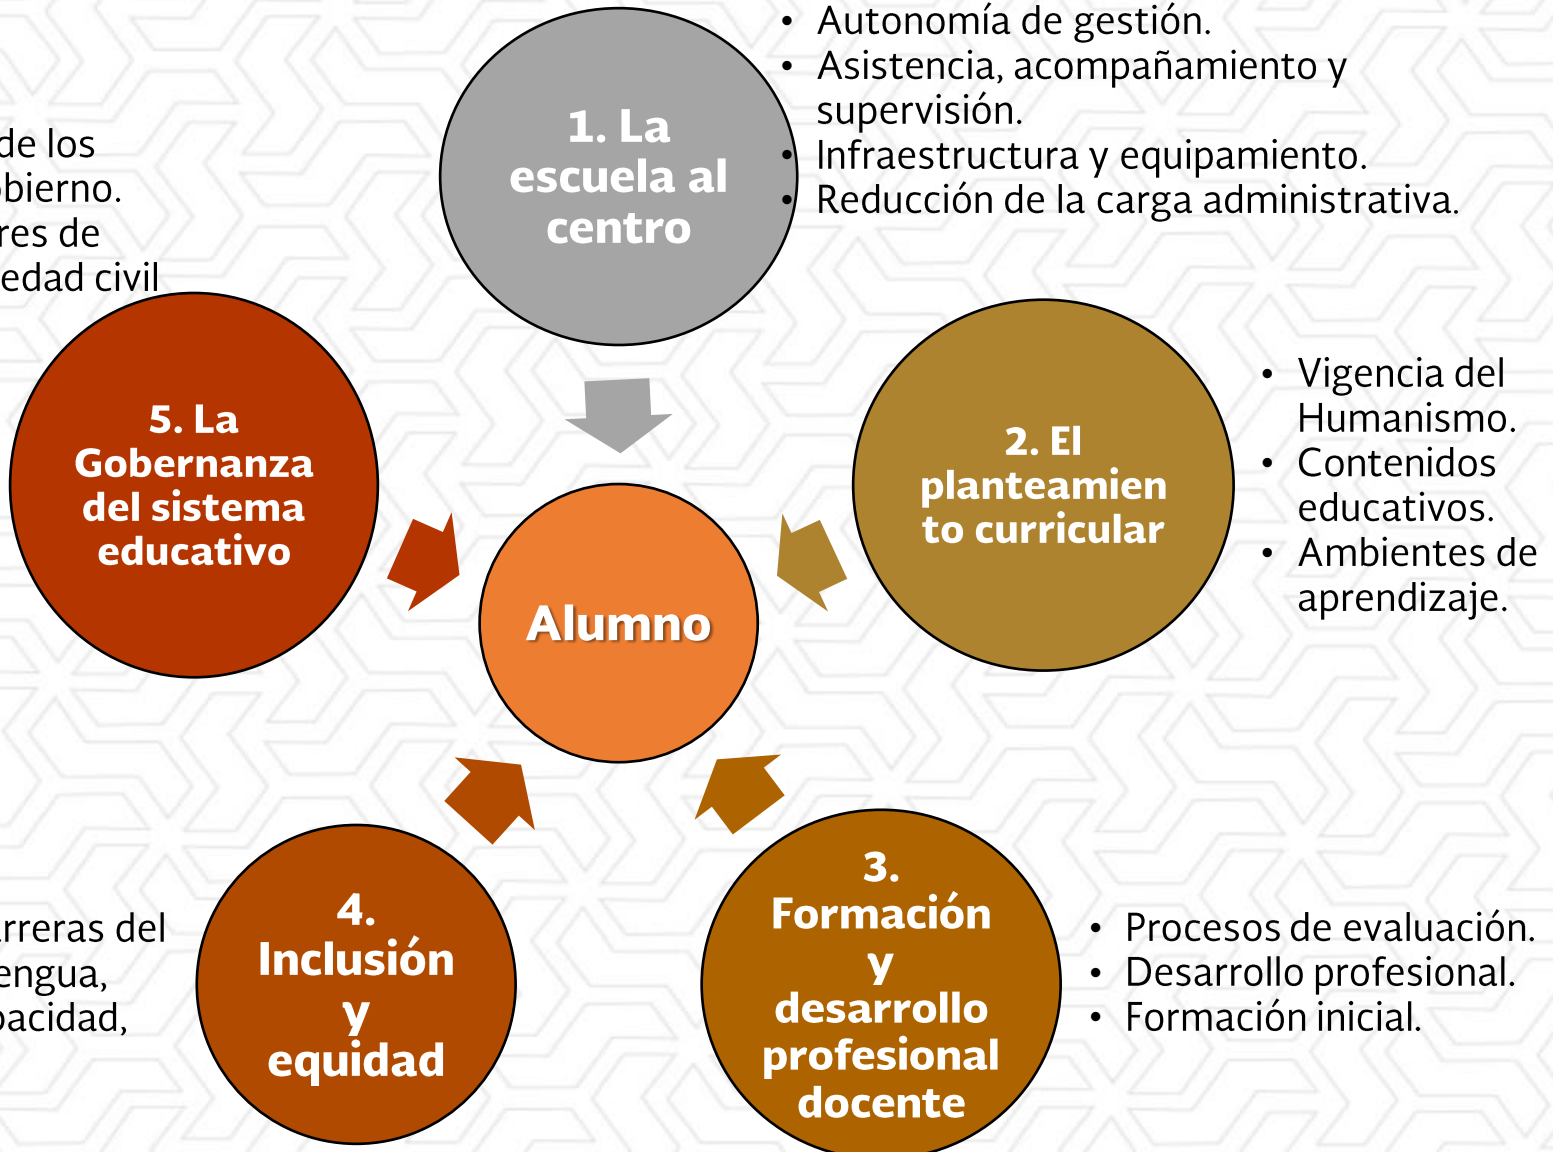 • Autonomía de gestión.
• Asistencia, acompañamiento y
supervisión.
• Infraestructura y equipamiento.
• Reducción de la carga administrativa.
1. La
escuela al
centro
de los
obierno.
res de
edad civil
5. La
Gobernanza
del sistema
educativo
2. El
planteamien
to curricular
• Vigencia del
Humanismo.
• Contenidos
educativos.
• Ambientes de
aprendizaje.
Alumno
rreras del
engua,
pacidad,
4.
Inclusión
y
equidad
3.
Formación
y
desarrollo
profesional
docente
• Procesos de evaluación.
• Desarrollo profesional.
• Formación inicial.